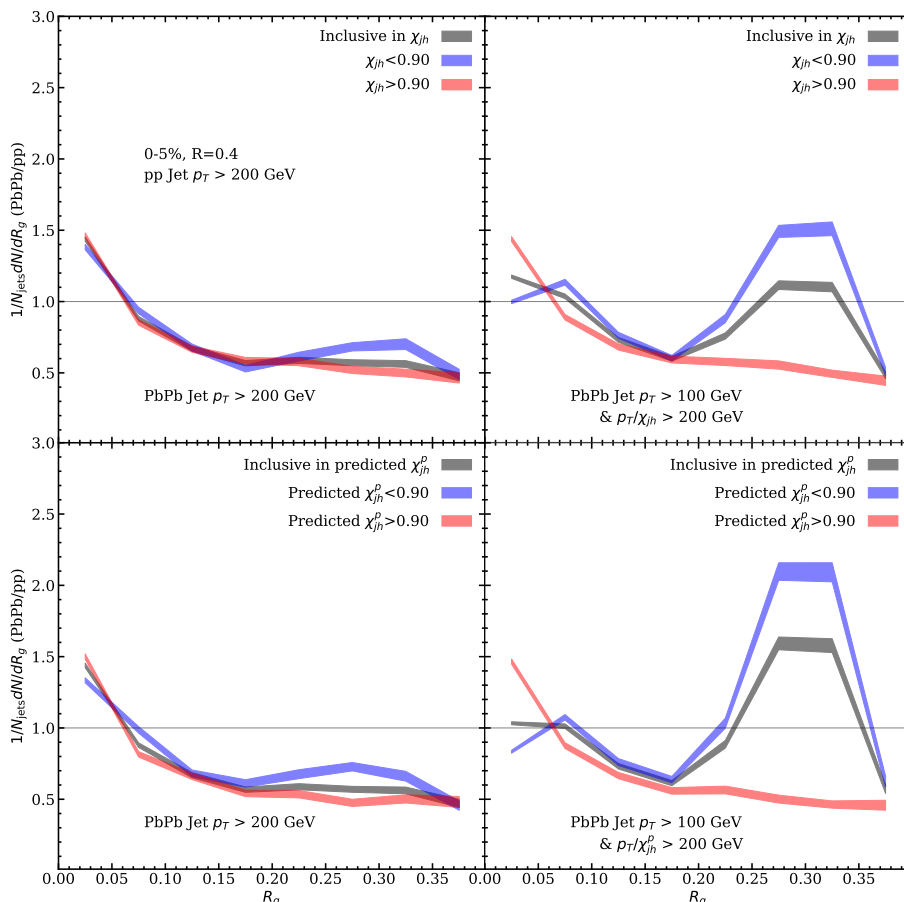 3.0
2.5
2.0
1.5
1.0
0.5
1/N_jets dN/dR_g (PbPb/pp)
Inclusive in χ_jh
χ_jh<0.90
χ_jh>0.90
0-5%, R=0.4
pp Jet p_T > 200 GeV
PbPb Jet p_T > 200 GeV
Inclusive in χ_jh
χ_jh<0.90
χ_jh>0.90
PbPb Jet p_T > 100 GeV
& p_T/χ_jh > 200 GeV
3.0
2.5
2.0
1.5
1.0
0.5
1/N_jets dN/dR_g (PbPb/pp)
Inclusive in predicted χ^p_jh
Predicted χ^p_jh<0.90
Predicted χ^p_jh>0.90
PbPb Jet p_T > 200 GeV
0.00 0.05 0.10 0.15 0.20 0.25 0.30 0.35
R_g
Inclusive in predicted χ^p_jh
Predicted χ^p_jh<0.90
Predicted χ^p_jh>0.90
PbPb Jet p_T > 100 GeV
& p_T/χ^p_jh > 200 GeV
0.00 0.05 0.10 0.15 0.20 0.25 0.30 0.35
R_g